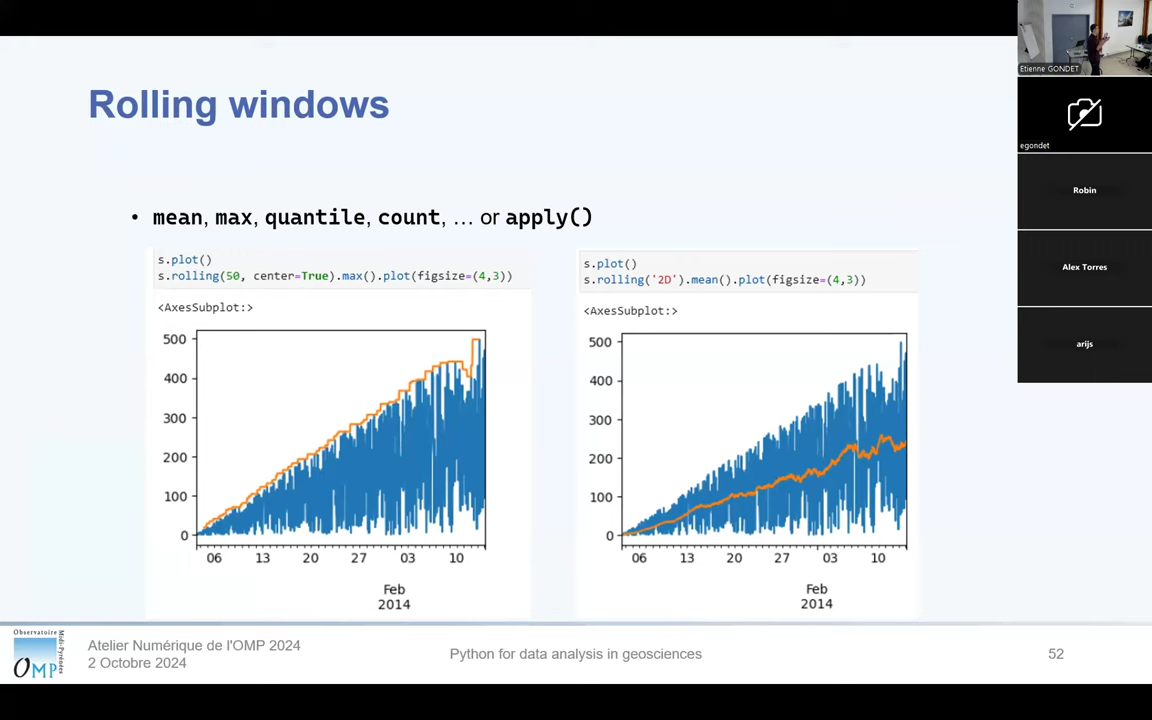 Rolling windows
• mean, max, quantile, count, … or apply()
s.plot()
s.rolling(50, center=True).max().plot(figsize=(4,3))
<AxesSubplot:>
500
400
300
200
100
0
06 13 20 27 03 10
Feb
2014
s.plot()
s.rolling('2D').mean().plot(figsize=(4,3))
<AxesSubplot:>
500
400
300
200
100
0
06 13 20 27 03 10
Feb
2014
Observatoire
Midi-Pyrénées
OMP
Atelier Numérique de l'OMP 2024
2 Octobre 2024
Python for data analysis in geosciences
52
Etienne GONDET
egondet
Robin
Alex Torres
arijs